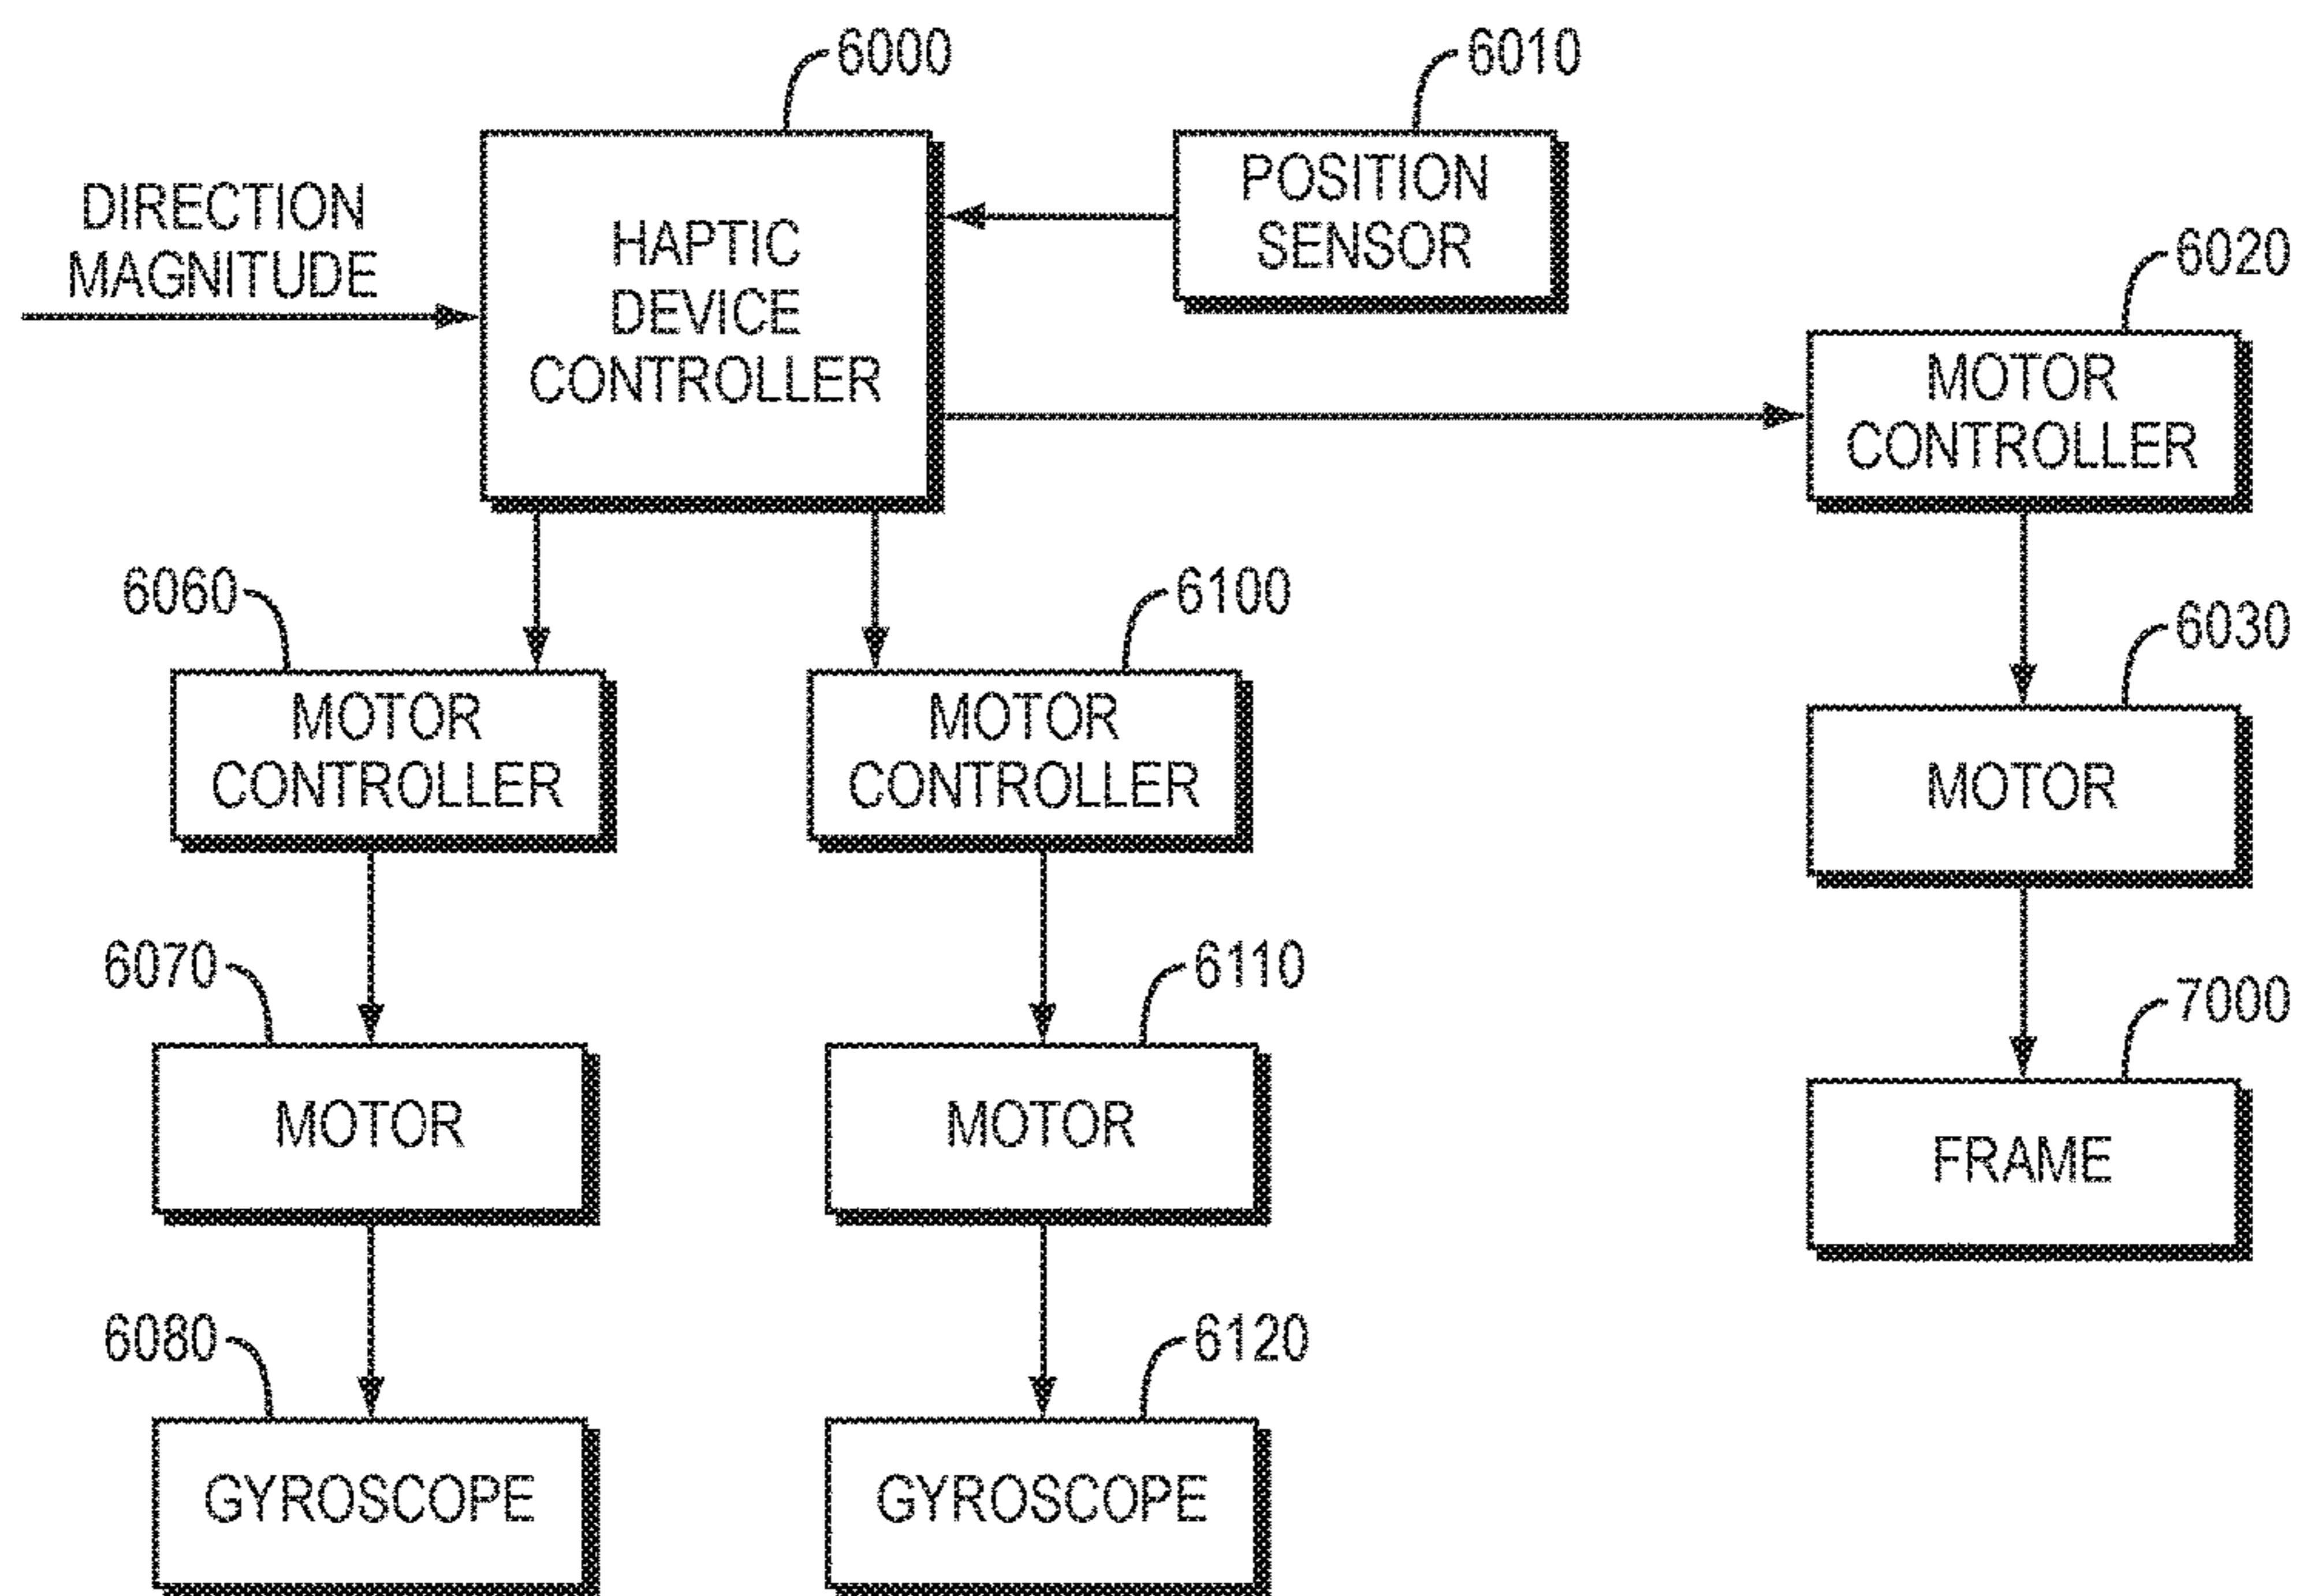 6000
6010
DIRECTION
MAGNITUDE
HAPTIC
DEVICE
CONTROLLER
POSITION
SENSOR
6020
MOTOR
CONTROLLER
6060
6100
6030
MOTOR
CONTROLLER
MOTOR
CONTROLLER
MOTOR
6070
6110
7000
MOTOR
MOTOR
FRAME
6080
6120
GYROSCOPE
GYROSCOPE